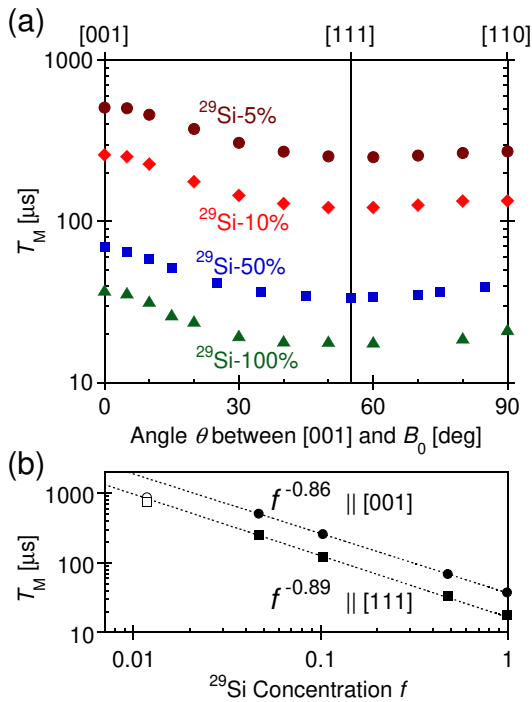 (a)
[001] [111] [110]
1000
100
10
T_M [µs]
²⁹Si-5%
²⁹Si-10%
²⁹Si-50%
²⁹Si-100%
0 30 60 90
Angle θ between [001] and B₀ [deg]
(b)
1000
100
10
T_M [µs]
f^-0.86 || [001]
f^-0.89 || [111]
0.01 0.1 1
²⁹Si Concentration f